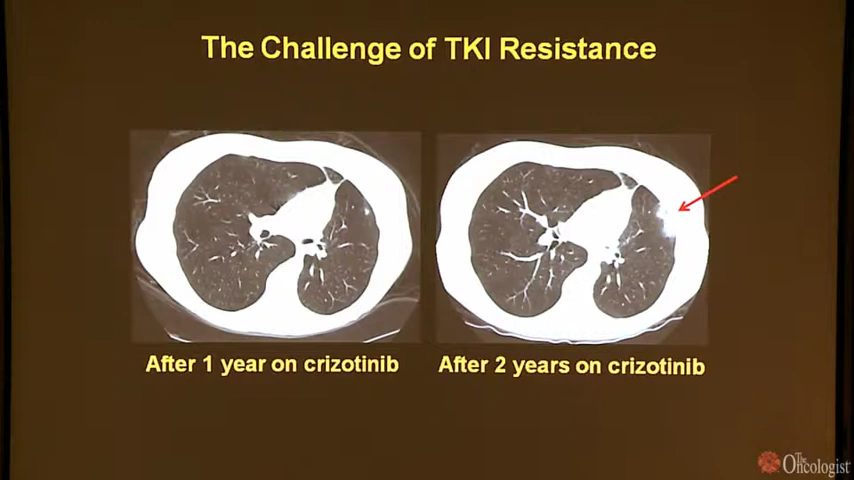 The Challenge of TKI Resistance
After 1 year on crizotinib
After 2 years on crizotinib
The Oncologist